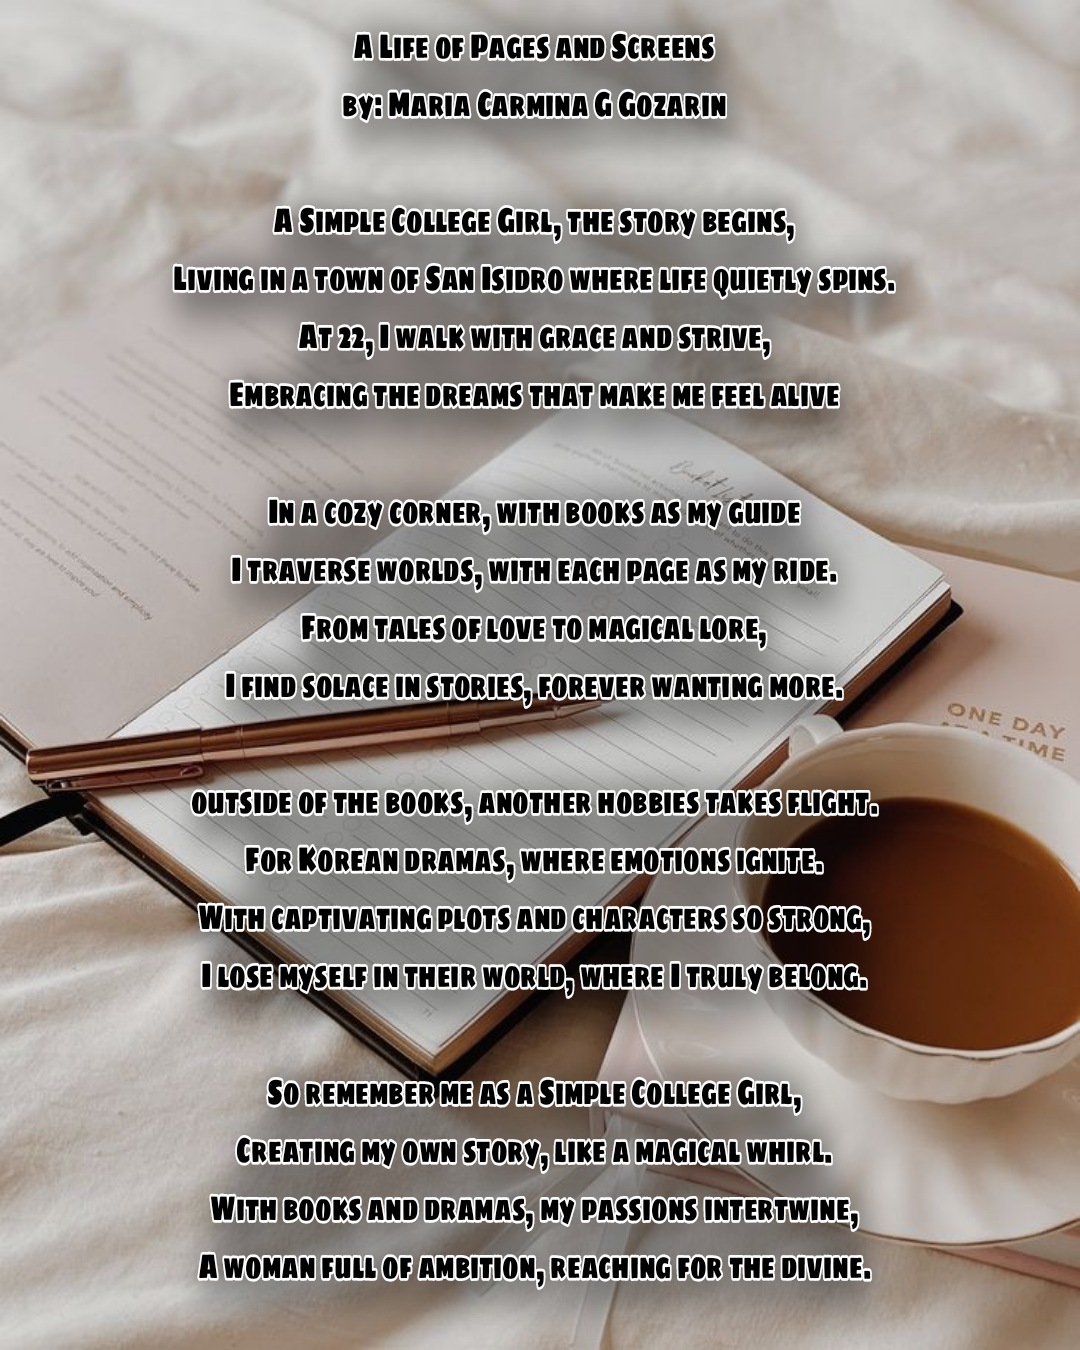 A Life of Pages and Screens
by: Maria Carmina G Gozarin
A Simple College Girl, the story begins,
Living in a town of San Isidro where life quietly spins.
At 22, I walk with grace and strive,
Embracing the dreams that make me feel alive
In a cozy corner, with books as my guide
I traverse worlds, with each page as my ride.
From tales of love to magical lore,
I find solace in stories, forever wanting more.
outside of the books, another hobbies takes flight.
For Korean dramas, where emotions ignite.
With captivating plots and characters so strong,
I lose myself in their world, where I truly belong.
So remember me as a Simple College Girl,
Creating my own story, like a magical whirl.
With books and dramas, my passions intertwine,
A woman full of ambition, reaching for the divine.
Bucket list
ONE DAY
AT A TIME
71